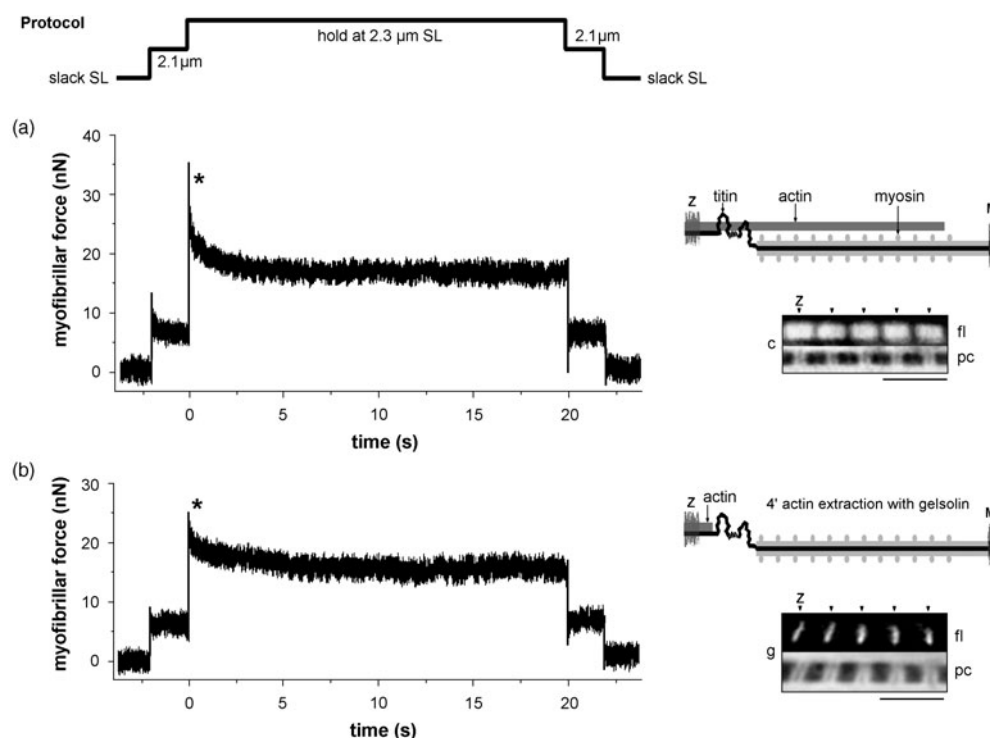 Protocol
hold at 2.3 µm SL
2.1µm
2.1µm
slack SL
slack SL
(a)
40
30
20
10
0
myofibrillar force (nN)
*
0
5
10
15
20
time (s)
Z
titin
actin
myosin
M
Z
c
fl
pc
(b)
30
20
10
0
myofibrillar force (nN)
*
0
5
10
15
20
time (s)
Z
actin
4' actin extraction with gelsolin
M
Z
g
fl
pc